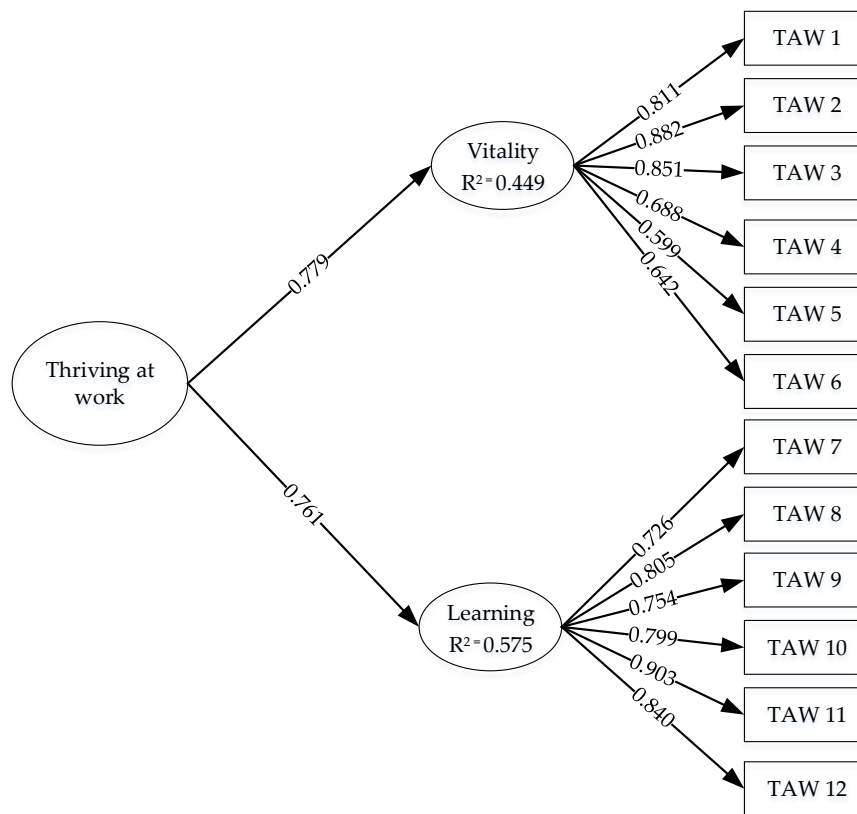 TAW 1
TAW 2
TAW 3
TAW 4
TAW 5
TAW 6
TAW 7
TAW 8
TAW 9
TAW 10
TAW 11
TAW 12
0.811
0.882
0.851
0.688
0.599
0.642
Vitality
R²=0.449
0.779
Thriving at
work
0.761
Learning
R²=0.575
0.726
0.805
0.754
0.799
0.903
0.840